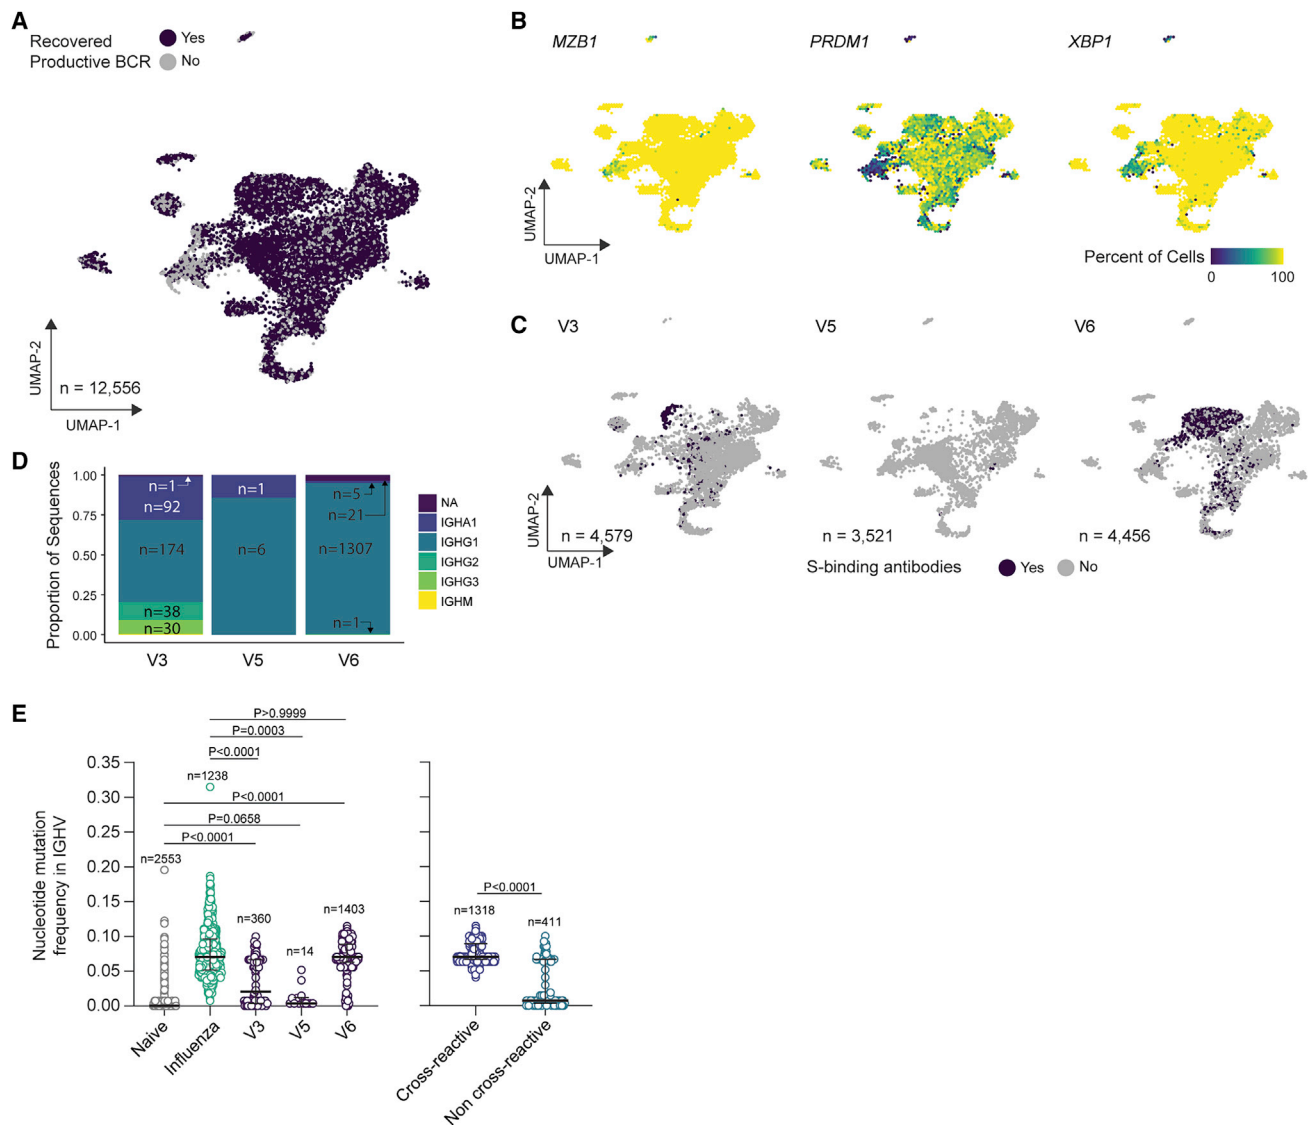 A
Recovered
Productive BCR
Yes
No
UMAP-2
n = 12,556
UMAP-1
B
MZB1
PRDM1
XBP1
UMAP-2
UMAP-1
Percent of Cells
0
100
C
V3
V5
V6
UMAP-2
n = 4,579
UMAP-1
n = 3,521
n = 4,456
S-binding antibodies
Yes
No
D
Proportion of Sequences
1.00
0.75
0.50
0.25
0.00
n=1
n=92
n=174
n=38
n=30
n=1
n=6
n=5
n=21
n=1307
n=1
V3
V5
V6
NA
IGHA1
IGHG1
IGHG2
IGHG3
IGHM
E
Nucleotide mutation
frequency in IGHV
0.35
0.30
0.25
0.20
0.15
0.10
0.05
0.00
P>0.9999
P=0.0003
P<0.0001
n=1238
P<0.0001
P=0.0658
P<0.0001
n=2553
n=360
n=14
n=1403
Naive
Influenza
V3
V5
V6
P<0.0001
n=1318
n=411
Cross-reactive
Non cross-reactive